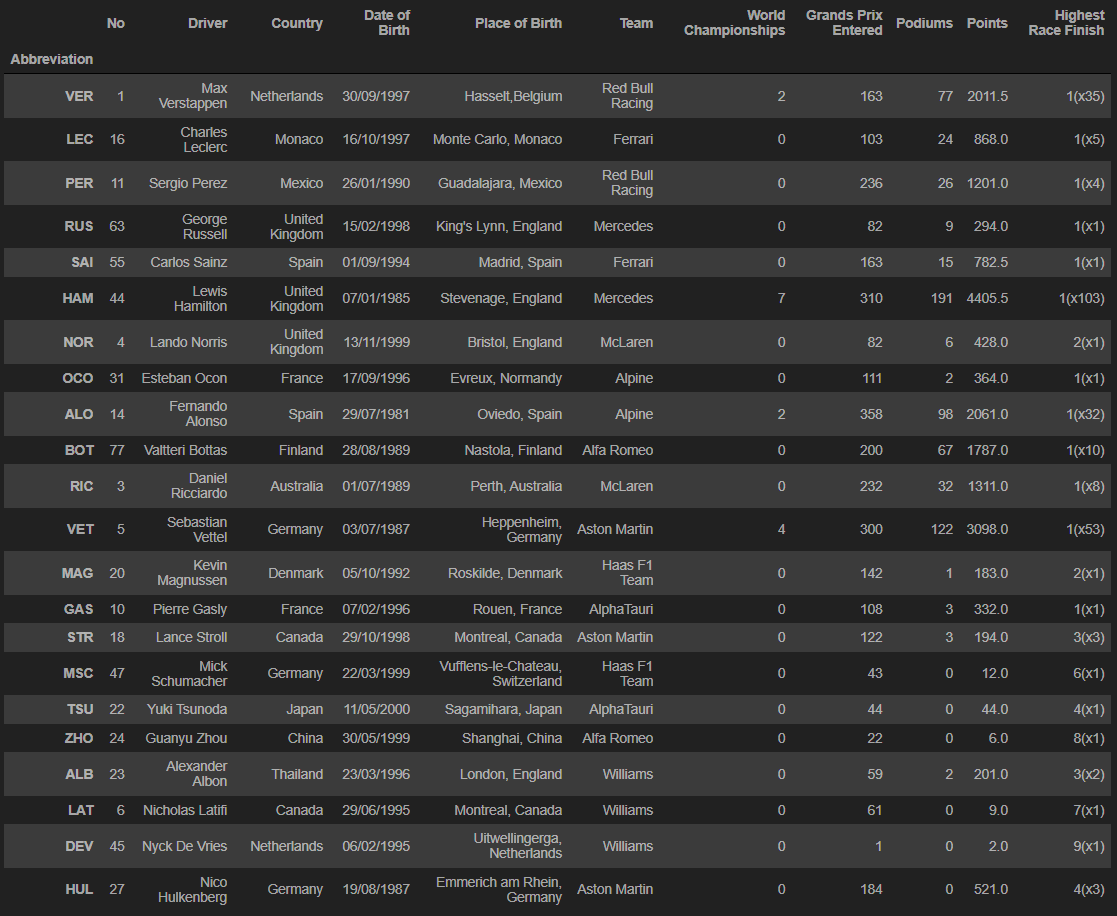 No Driver Country Date of Birth Place of Birth Team World Championships Grands Prix Entered Podiums Points Highest Race Finish
Abbreviation
VER 1 Max Verstappen Netherlands 30/09/1997 Hasselt,Belgium Red Bull Racing 2 163 77 2011.5 1(x35)
LEC 16 Charles Leclerc Monaco 16/10/1997 Monte Carlo, Monaco Ferrari 0 103 24 868.0 1(x5)
PER 11 Sergio Perez Mexico 26/01/1990 Guadalajara, Mexico Red Bull Racing 0 236 26 1201.0 1(x4)
RUS 63 George Russell United Kingdom 15/02/1998 King's Lynn, England Mercedes 0 82 9 294.0 1(x1)
SAI 55 Carlos Sainz Spain 01/09/1994 Madrid, Spain Ferrari 0 163 15 782.5 1(x1)
HAM 44 Lewis Hamilton United Kingdom 07/01/1985 Stevenage, England Mercedes 7 310 191 4405.5 1(x103)
NOR 4 Lando Norris United Kingdom 13/11/1999 Bristol, England McLaren 0 82 6 428.0 2(x1)
OCO 31 Esteban Ocon France 17/09/1996 Evreux, Normandy Alpine 0 111 2 364.0 1(x1)
ALO 14 Fernando Alonso Spain 29/07/1981 Oviedo, Spain Alpine 2 358 98 2061.0 1(x32)
BOT 77 Valtteri Bottas Finland 28/08/1989 Nastola, Finland Alfa Romeo 0 200 67 1787.0 1(x10)
RIC 3 Daniel Ricciardo Australia 01/07/1989 Perth, Australia McLaren 0 232 32 1311.0 1(x8)
VET 5 Sebastian Vettel Germany 03/07/1987 Heppenheim, Germany Aston Martin 4 300 122 3098.0 1(x53)
MAG 20 Kevin Magnussen Denmark 05/10/1992 Roskilde, Denmark Haas F1 Team 0 142 1 183.0 2(x1)
GAS 10 Pierre Gasly France 07/02/1996 Rouen, France AlphaTauri 0 108 3 332.0 1(x1)
STR 18 Lance Stroll Canada 29/10/1998 Montreal, Canada Aston Martin 0 122 3 194.0 3(x3)
MSC 47 Mick Schumacher Germany 22/03/1999 Vufflens-le-Chateau, Switzerland Haas F1 Team 0 43 0 12.0 6(x1)
TSU 22 Yuki Tsunoda Japan 11/05/2000 Sagamihara, Japan AlphaTauri 0 44 0 44.0 4(x1)
ZHO 24 Guanyu Zhou China 30/05/1999 Shanghai, China Alfa Romeo 0 22 0 6.0 8(x1)
ALB 23 Alexander Albon Thailand 23/03/1996 London, England Williams 0 59 2 201.0 3(x2)
LAT 6 Nicholas Latifi Canada 29/06/1995 Montreal, Canada Williams 0 61 0 9.0 7(x1)
DEV 45 Nyck De Vries Netherlands 06/02/1995 Uitwellingerga, Netherlands Williams 0 1 0 2.0 9(x1)
HUL 27 Nico Hulkenberg Germany 19/08/1987 Emmerich am Rhein, Germany Aston Martin 0 184 0 521.0 4(x3)